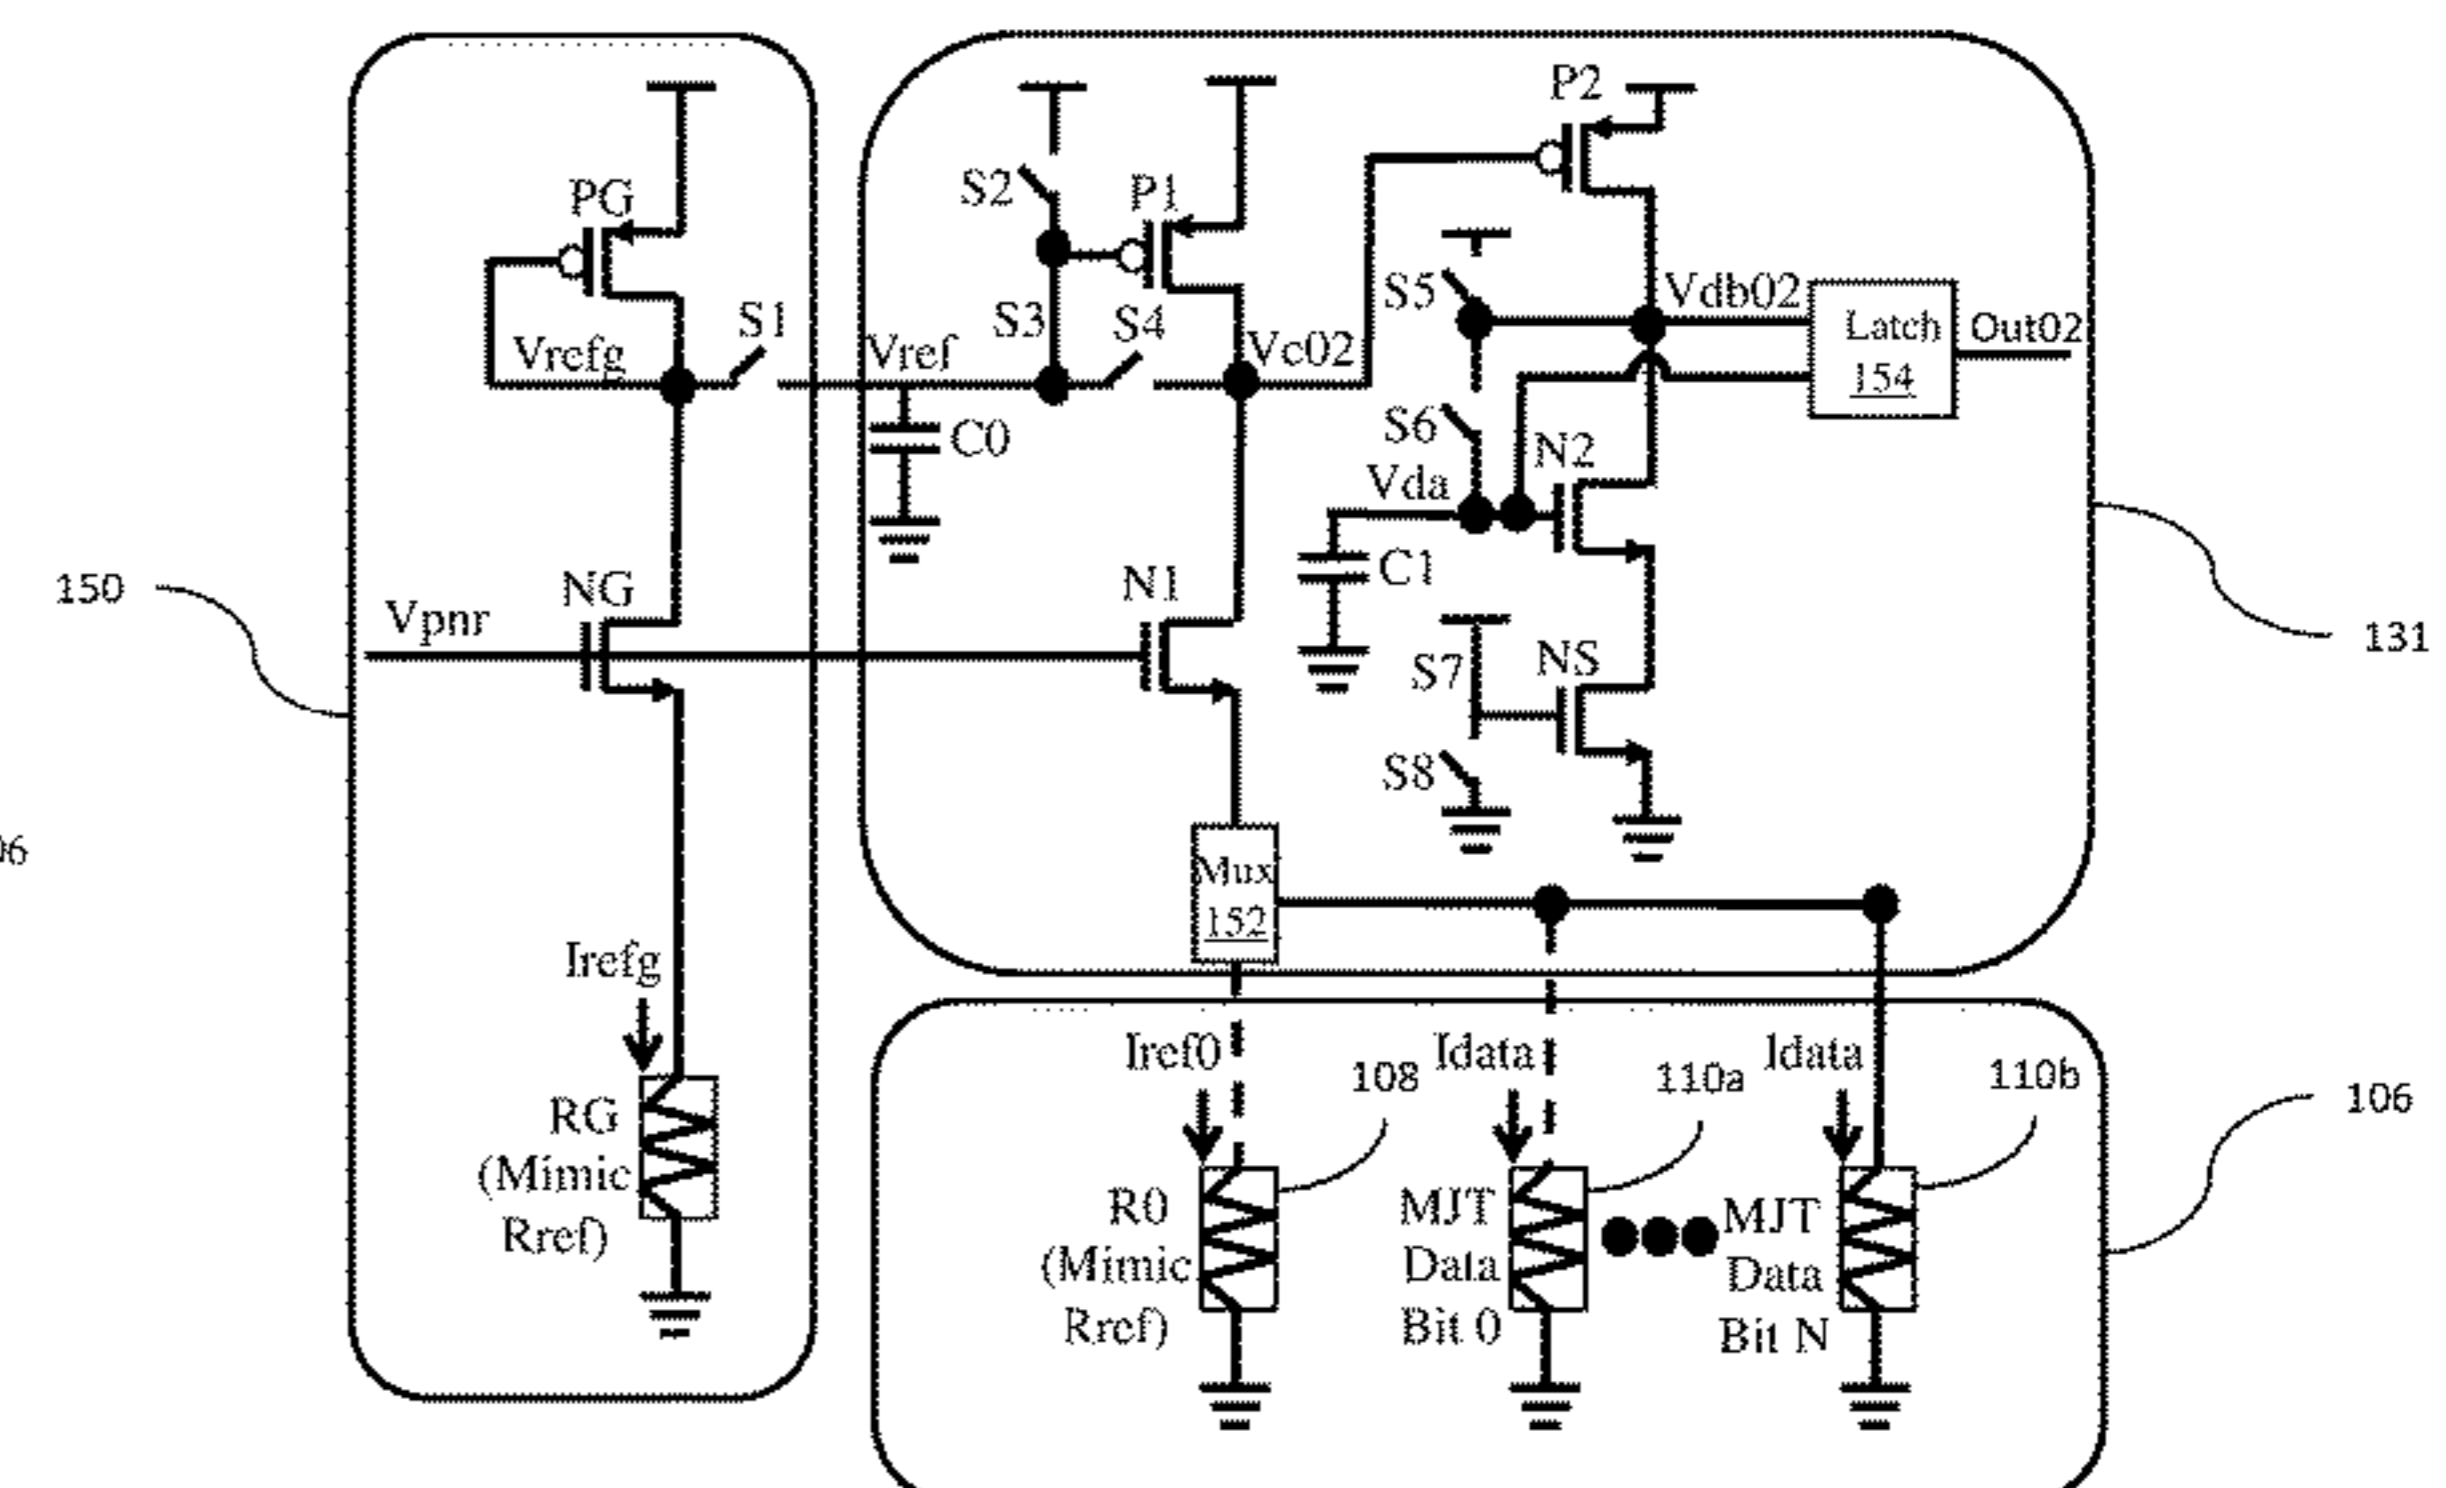 P2
PG
S2
P1
S5
Vdb02
S1
S3
S4
Vrefg
Vref
Vc02
Latch
154
Out02
C0
S6
N2
Vda
150
Vpnr
NG
N1
C1
S7
NS
131
S8
06
Mux
152
Irefg
Iref0
108
Idata
110a
Idata
110b
106
RG
(Mimic
Rref)
R0
(Mimic
Rref)
MJT
Data
Bit 0
MJT
Data
Bit N